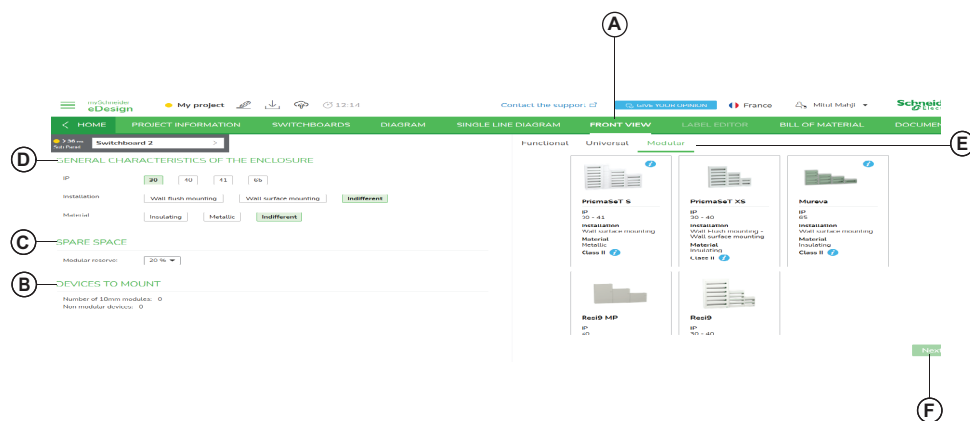 A
mySchneider
eDesign
My project
12:14
Contact the support
GIVE YOUR OPINION
France
Mitul Mahji
Schneid
Elect
HOME PROJECT INFORMATION SWITCHBOARDS DIAGRAM SINGLE LINE DIAGRAM FRONT VIEW LABEL EDITOR BILL OF MATERIAL DOCUMEN
Switchboard 2
Functional Universal Modular
E
D
GENERAL CHARACTERISTICS OF THE ENCLOSURE
IP 30 40 41 65
Installation Wall flush mounting Wall surface mounting Indifferent
Material Insulating Metallic Indifferent
C
SPARE SPACE
Modular reserve: 20 %
B
DEVICES TO MOUNT
Number of 18mm modules: 0
Non modular devices: 0
PrismaSeT S
IP
30 - 41
Installation
Wall surface mounting
Material
Metallic
Class II
PrismaSeT XS
IP
30 - 40
Installation
Wall Flush mounting -
Wall surface mounting
Material
Insulating
Class II
Mureva
IP
65
Installation
Wall surface mounting
Material
Insulating
Class II
Resi9 MP
IP
40
Resi9
IP
30 - 40
Next
F